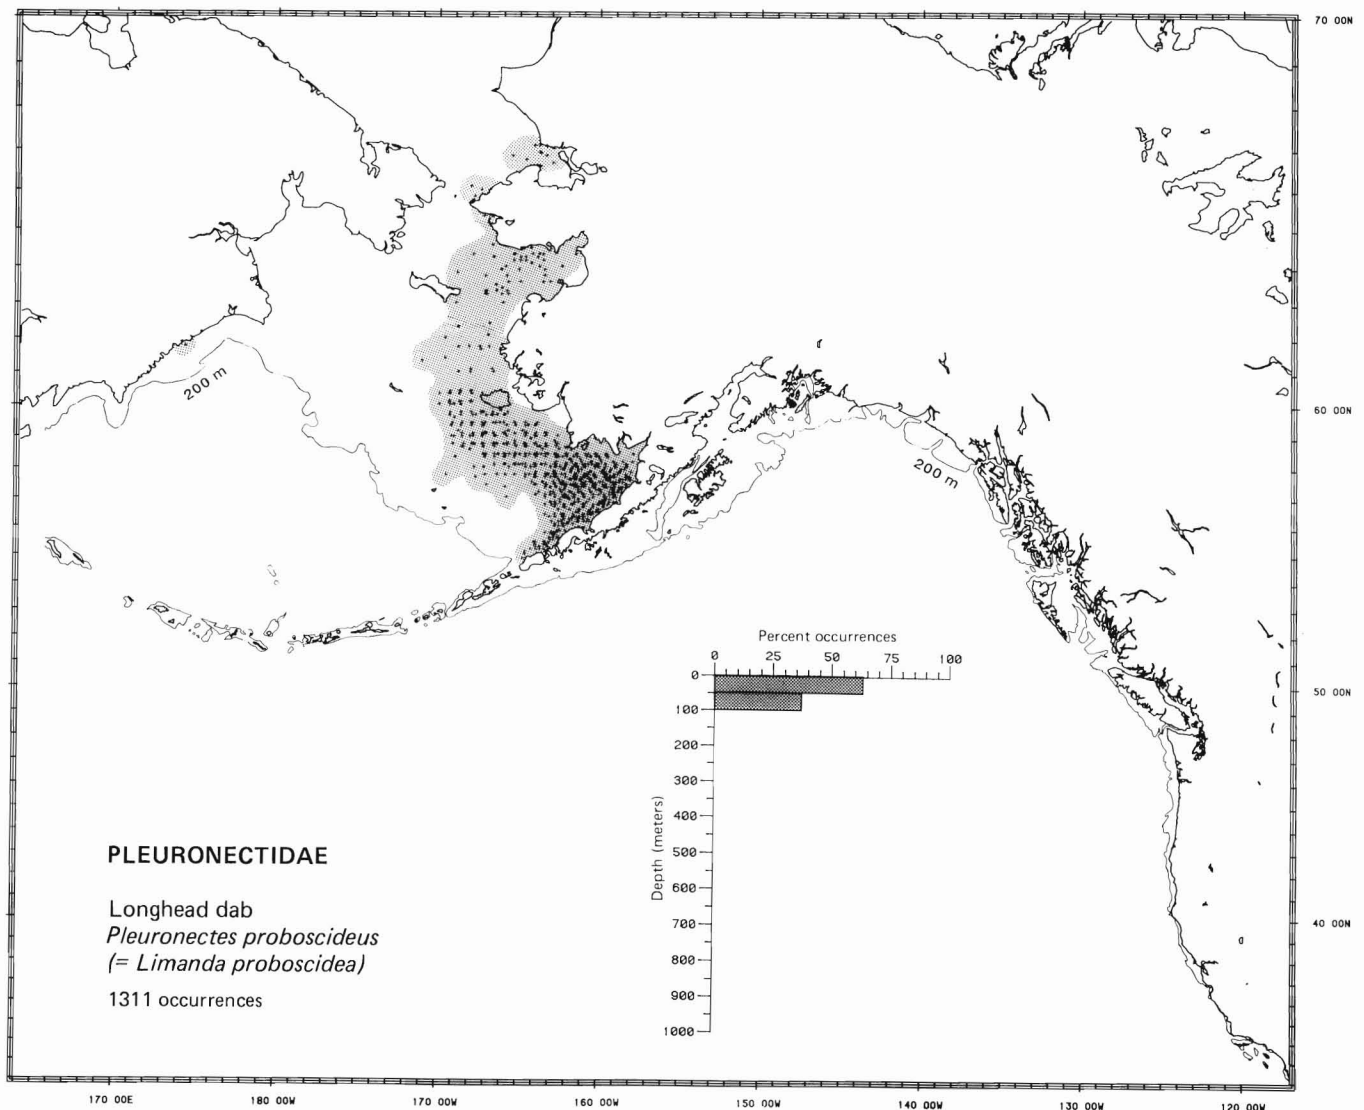 70 00N
200 m
60 00N
200 m
Percent occurrences
0 25 50 75 100
0
50 00N
100
200
300
400
500
600
700
800
900
1000
Depth (meters)
PLEURONECTIDAE
Longhead dab
Pleuronectes proboscideus
(= Limanda proboscidea)
1311 occurrences
40 00N
170 00E 180 00W 170 00W 160 00W 150 00W 140 00W 130 00W 120 00W